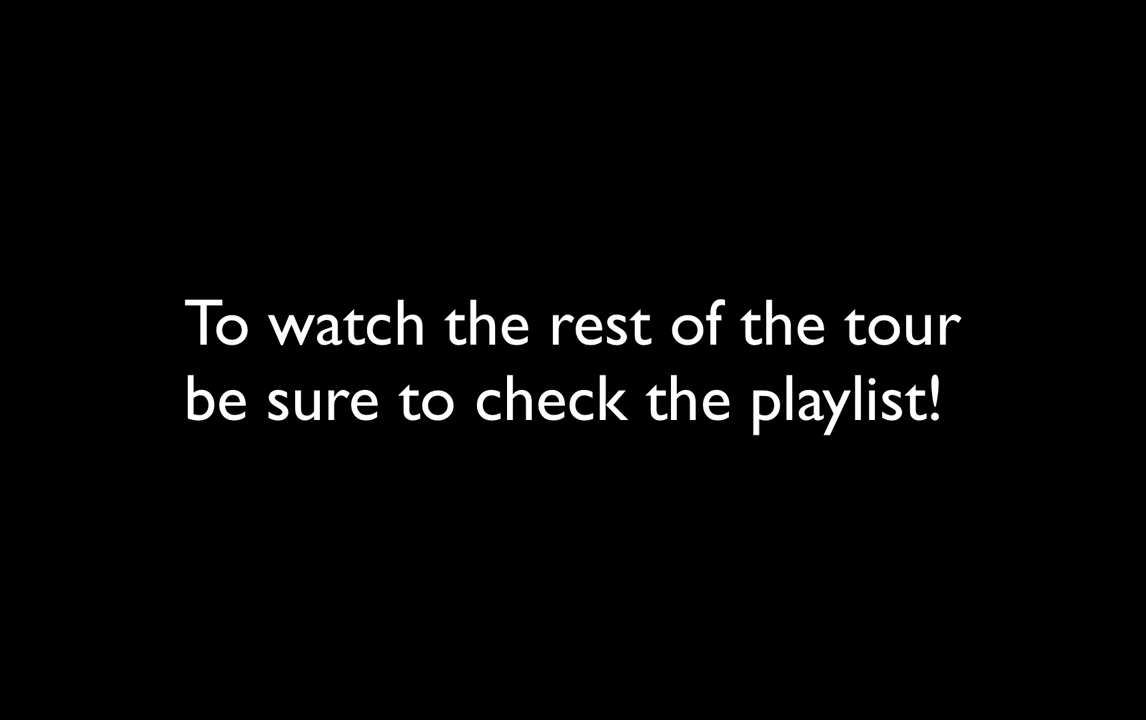 To watch the rest of the tour
be sure to check the playlist!